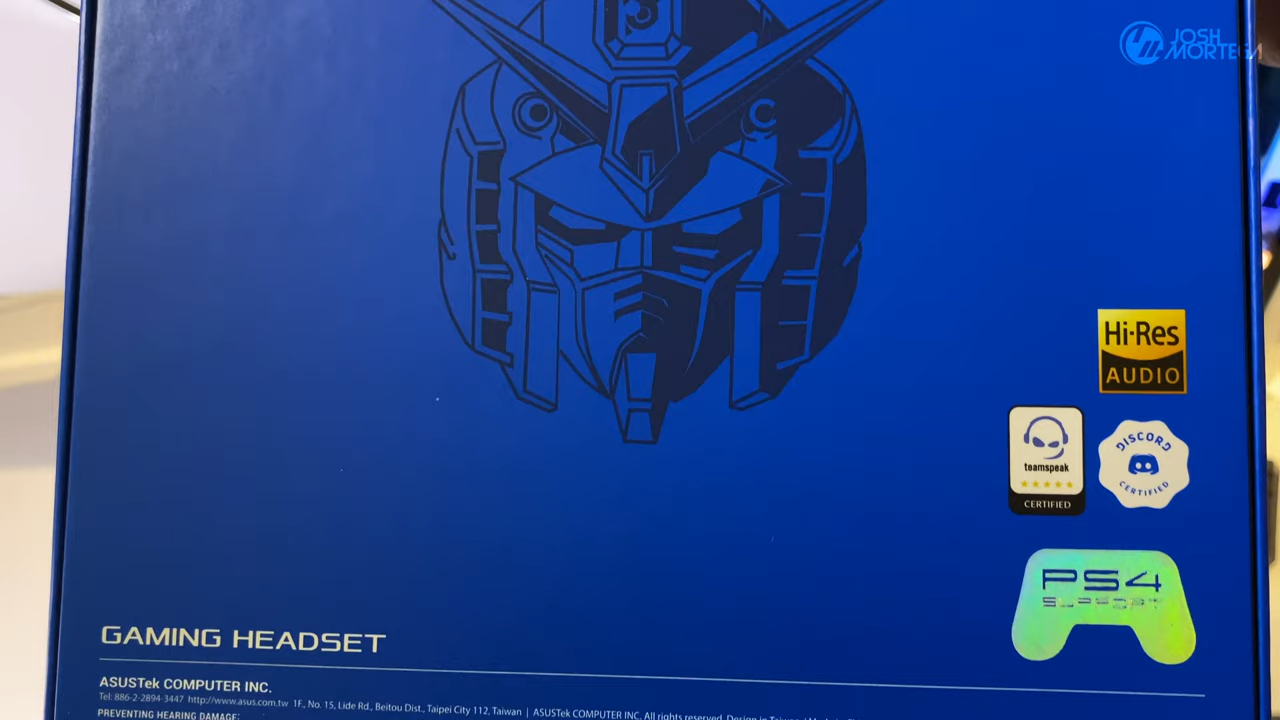 JOSH
MORTEGA
Hi-Res
AUDIO
teamspeak
CERTIFIED
DISCORD
CERTIFIED
PS4
SUPPORT
GAMING HEADSET
ASUSTek COMPUTER INC.
Tel: 886-2-2894-3447 http://www.asus.com.tw 1F., No. 15, Lide Rd., Beitou Dist., Taipei City 112, Taiwan | ASUSTek COMPUTER INC. All rights reserved. Design in
PREVENTING HEARING DAMAGE: